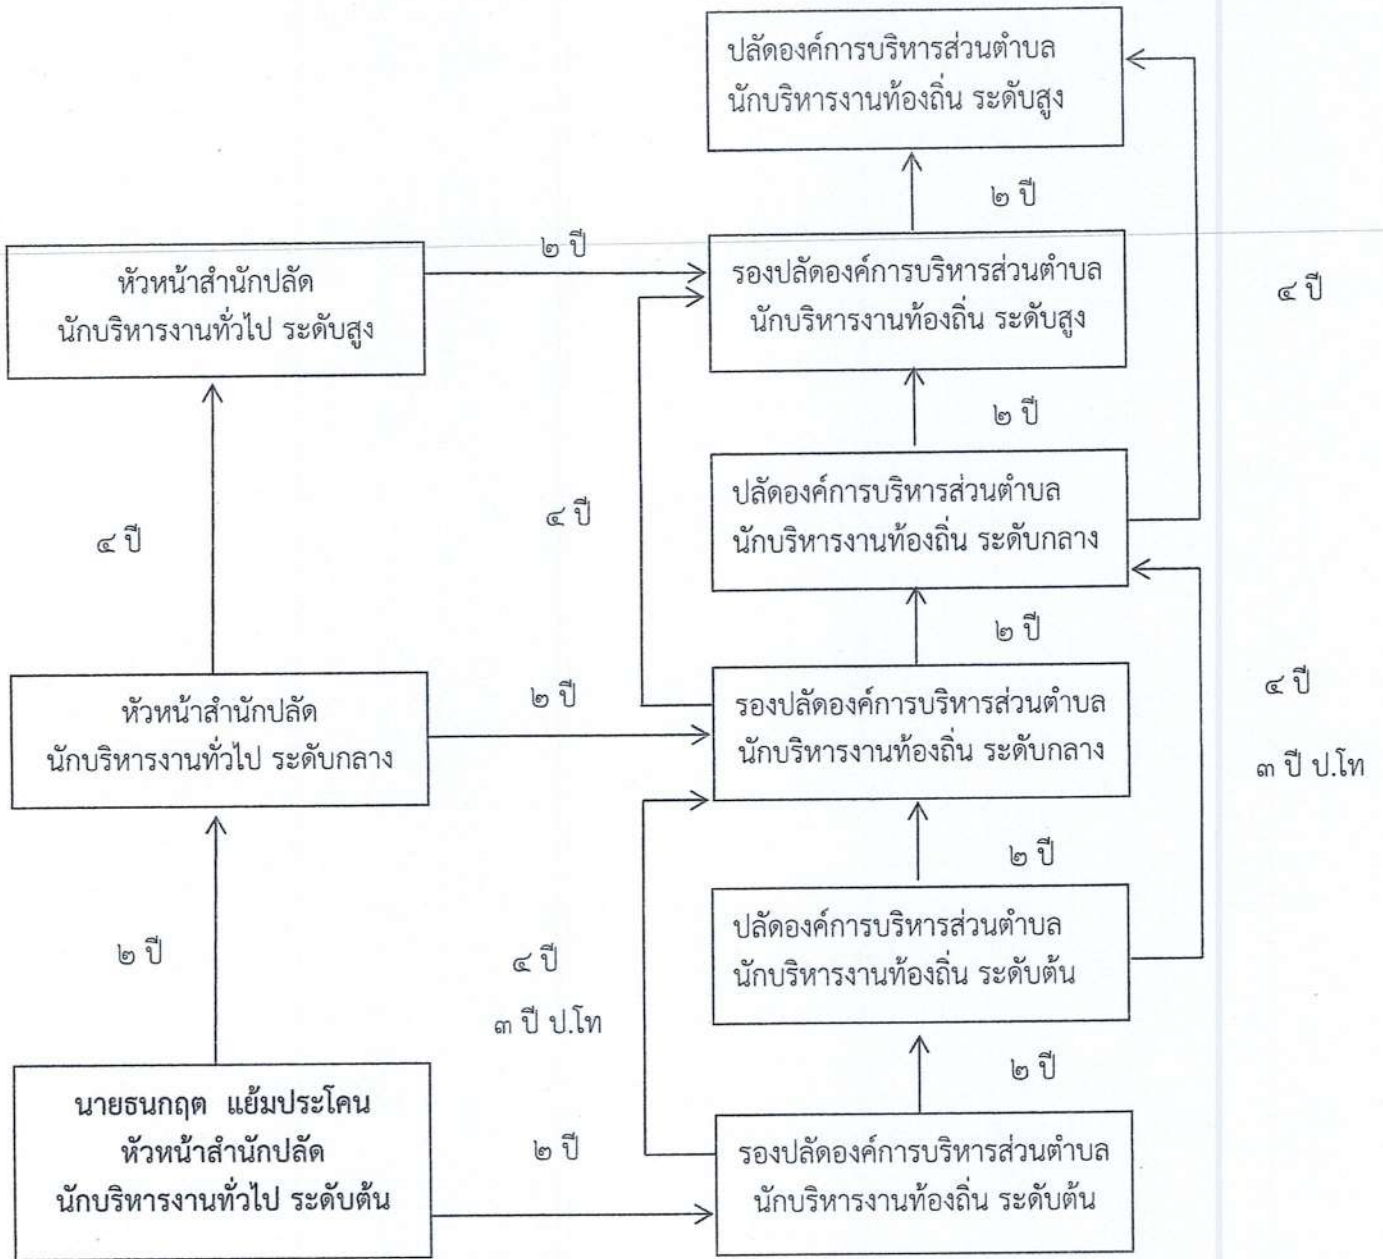 ปลัดองค์การบริหารส่วนตำบล
นักบริหารงานท้องถิ่น ระดับสูง
๒ ปี
๒ ปี
หัวหน้าสำนักปลัด
นักบริหารงานทั่วไป ระดับสูง
รองปลัดองค์การบริหารส่วนตำบล
นักบริหารงานท้องถิ่น ระดับสูง
๔ ปี
๒ ปี
๔ ปี
๔ ปี
ปลัดองค์การบริหารส่วนตำบล
นักบริหารงานท้องถิ่น ระดับกลาง
๒ ปี
หัวหน้าสำนักปลัด
นักบริหารงานทั่วไป ระดับกลาง
๒ ปี
รองปลัดองค์การบริหารส่วนตำบล
นักบริหารงานท้องถิ่น ระดับกลาง
๔ ปี
๓ ปี ป.โท
๒ ปี
๒ ปี
๔ ปี
๓ ปี ป.โท
ปลัดองค์การบริหารส่วนตำบล
นักบริหารงานท้องถิ่น ระดับต้น
๒ ปี
นายธนกฤต แย้มประโคน
หัวหน้าสำนักปลัด
นักบริหารงานทั่วไป ระดับต้น
๒ ปี
รองปลัดองค์การบริหารส่วนตำบล
นักบริหารงานท้องถิ่น ระดับต้น